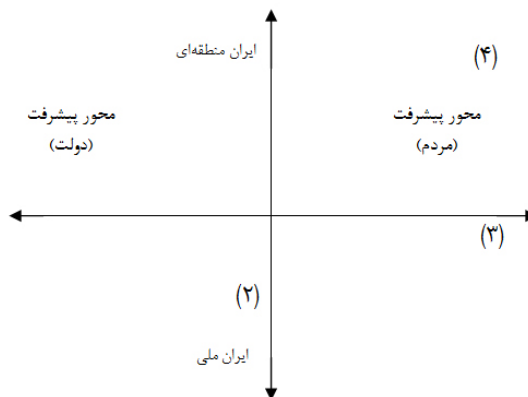 ایران منطقه‌ای
(۴)
محور پیشرفت
(مردم)
محور پیشرفت
(دولت)
(۳)
(۲)
ایران ملی